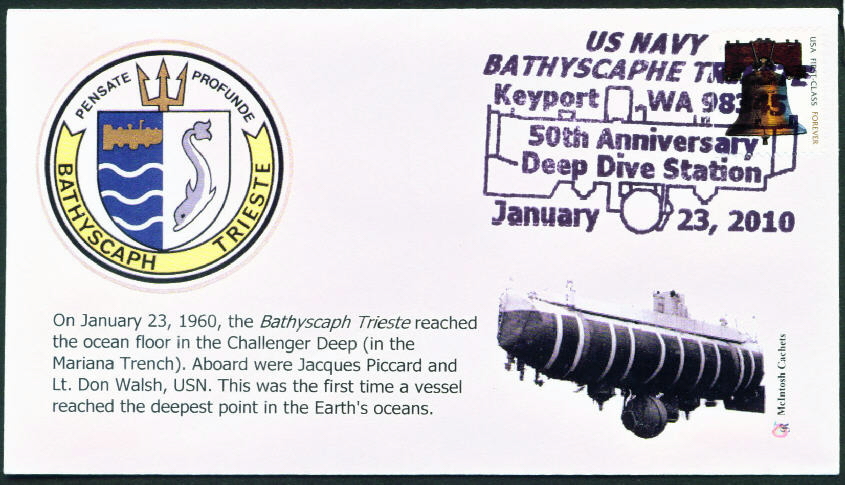 PENSATE PROFUNDE
BATHYSCAPH TRIESTE
US NAVY
BATHYSCAPHE
Keyport WA 98345
50th Anniversary
Deep Dive Station
January 23, 2010
USA FIRST-CLASS FOREVER
On January 23, 1960, the Bathyscaph Trieste reached
the ocean floor in the Challenger Deep (in the
Mariana Trench). Aboard were Jacques Piccard and
Lt. Don Walsh, USN. This was the first time a vessel
reached the deepest point in the Earth's oceans.
McIntosh Cachets